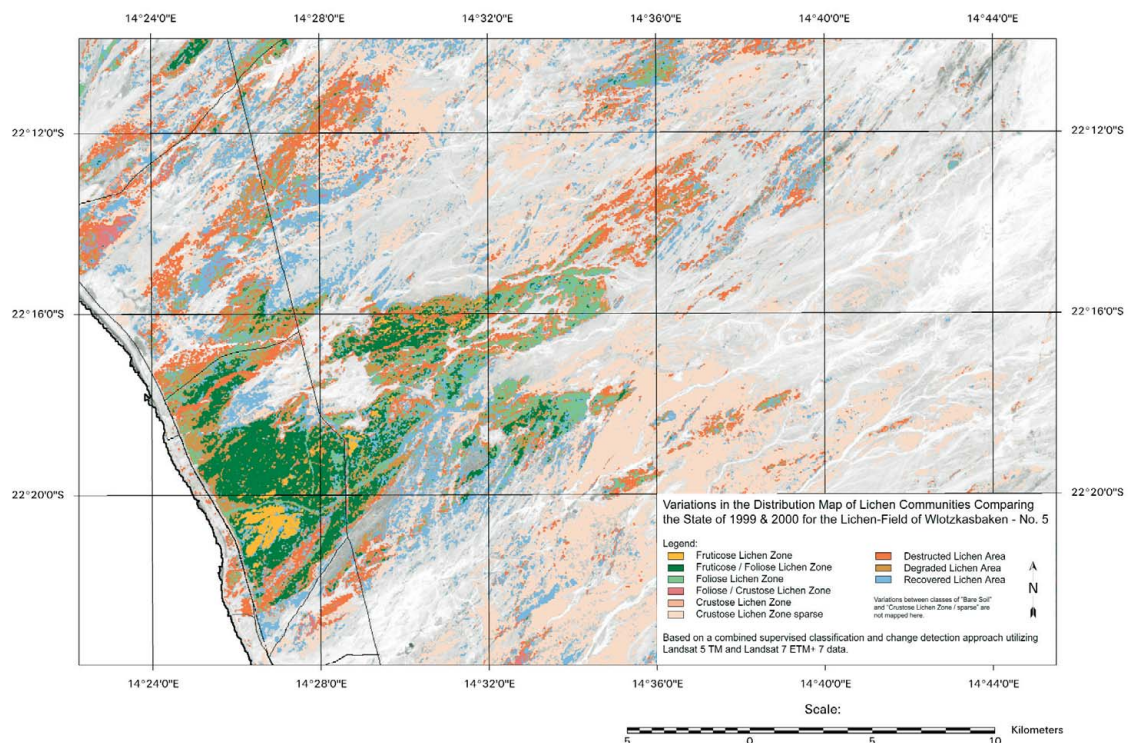 14°24'0"E 14°28'0"E 14°32'0"E 14°36'0"E 14°40'0"E 14°44'0"E
22°12'0"S 22°12'0"S
22°16'0"S 22°16'0"S
22°20'0"S 22°20'0"S
Variations in the Distribution Map of Lichen Communities Comparing
the State of 1999 & 2000 for the Lichen-Field of Wlotzkasbaken - No. 5
Legend:
Fruticose Lichen Zone
Fruticose / Foliose Lichen Zone
Foliose Lichen Zone
Foliose / Crustose Lichen Zone
Crustose Lichen Zone
Crustose Lichen Zone sparse
Destructed Lichen Area
Degraded Lichen Area
Recovered Lichen Area
Variations between classes of "Bare Soil"
and "Crustose Lichen Zone / sparse" are
not mapped here.
N
Based on a combined supervised classification and change detection approach utilizing
Landsat 5 TM and Landsat 7 ETM+ 7 data.
14°24'0"E 14°28'0"E 14°32'0"E 14°36'0"E 14°40'0"E 14°44'0"E
Scale:
Kilometers
5 0 5 10